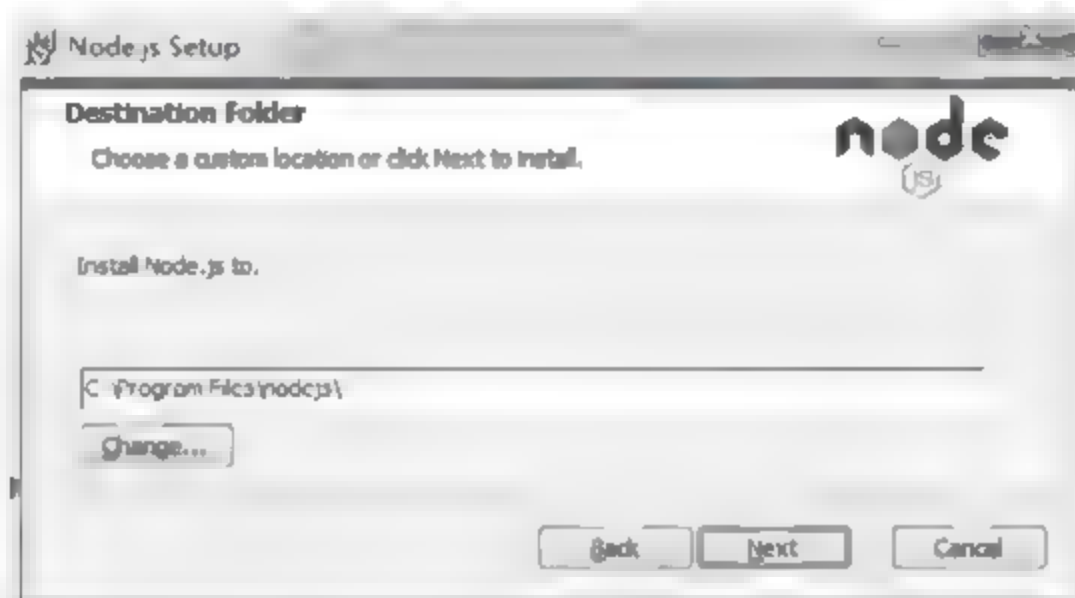 Node.js Setup
Destination Folder
Choose a custom location or click Next to install.
node
js
Install Node.js to:
C:\Program Files\nodejs\
Change...
Back
Next
Cancel